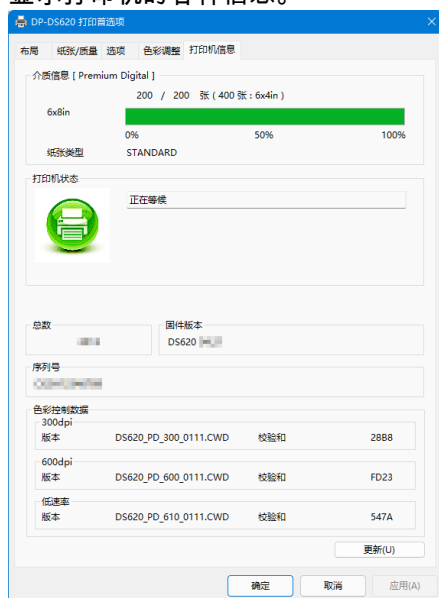 显示打印机的各种信息。
DP-DS620 打印首选项
布局 纸张/质量 选项 色彩调整 打印机信息
介质信息 [ Premium Digital ]
200 / 200 张 ( 400 张 : 6x4in )
6x8in
0% 50% 100%
纸张类型 STANDARD
打印机状态
正在等候
总数 固件版本
DS620
序列号
色彩控制数据
300dpi
版本 DS620_PD_300_0111.CWD 校验和 28B8
600dpi
版本 DS620_PD_600_0111.CWD 校验和 FD23
低速率
版本 DS620_PD_610_0111.CWD 校验和 547A
更新(U)
确定 取消 应用(A)